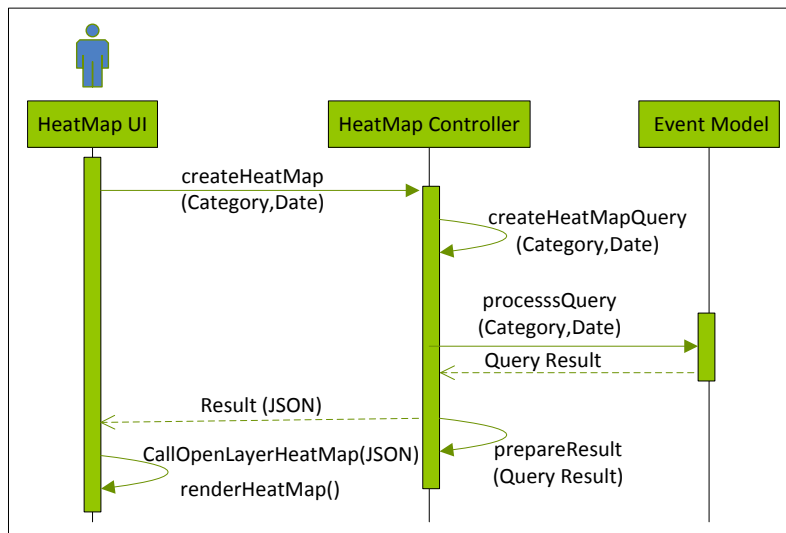 HeatMap UI
HeatMap Controller
Event Model
createHeatMap
(Category,Date)
createHeatMapQuery
(Category,Date)
processsQuery
(Category,Date)
Query Result
Result (JSON)
CallOpenLayerHeatMap(JSON)
prepareResult
(Query Result)
renderHeatMap()